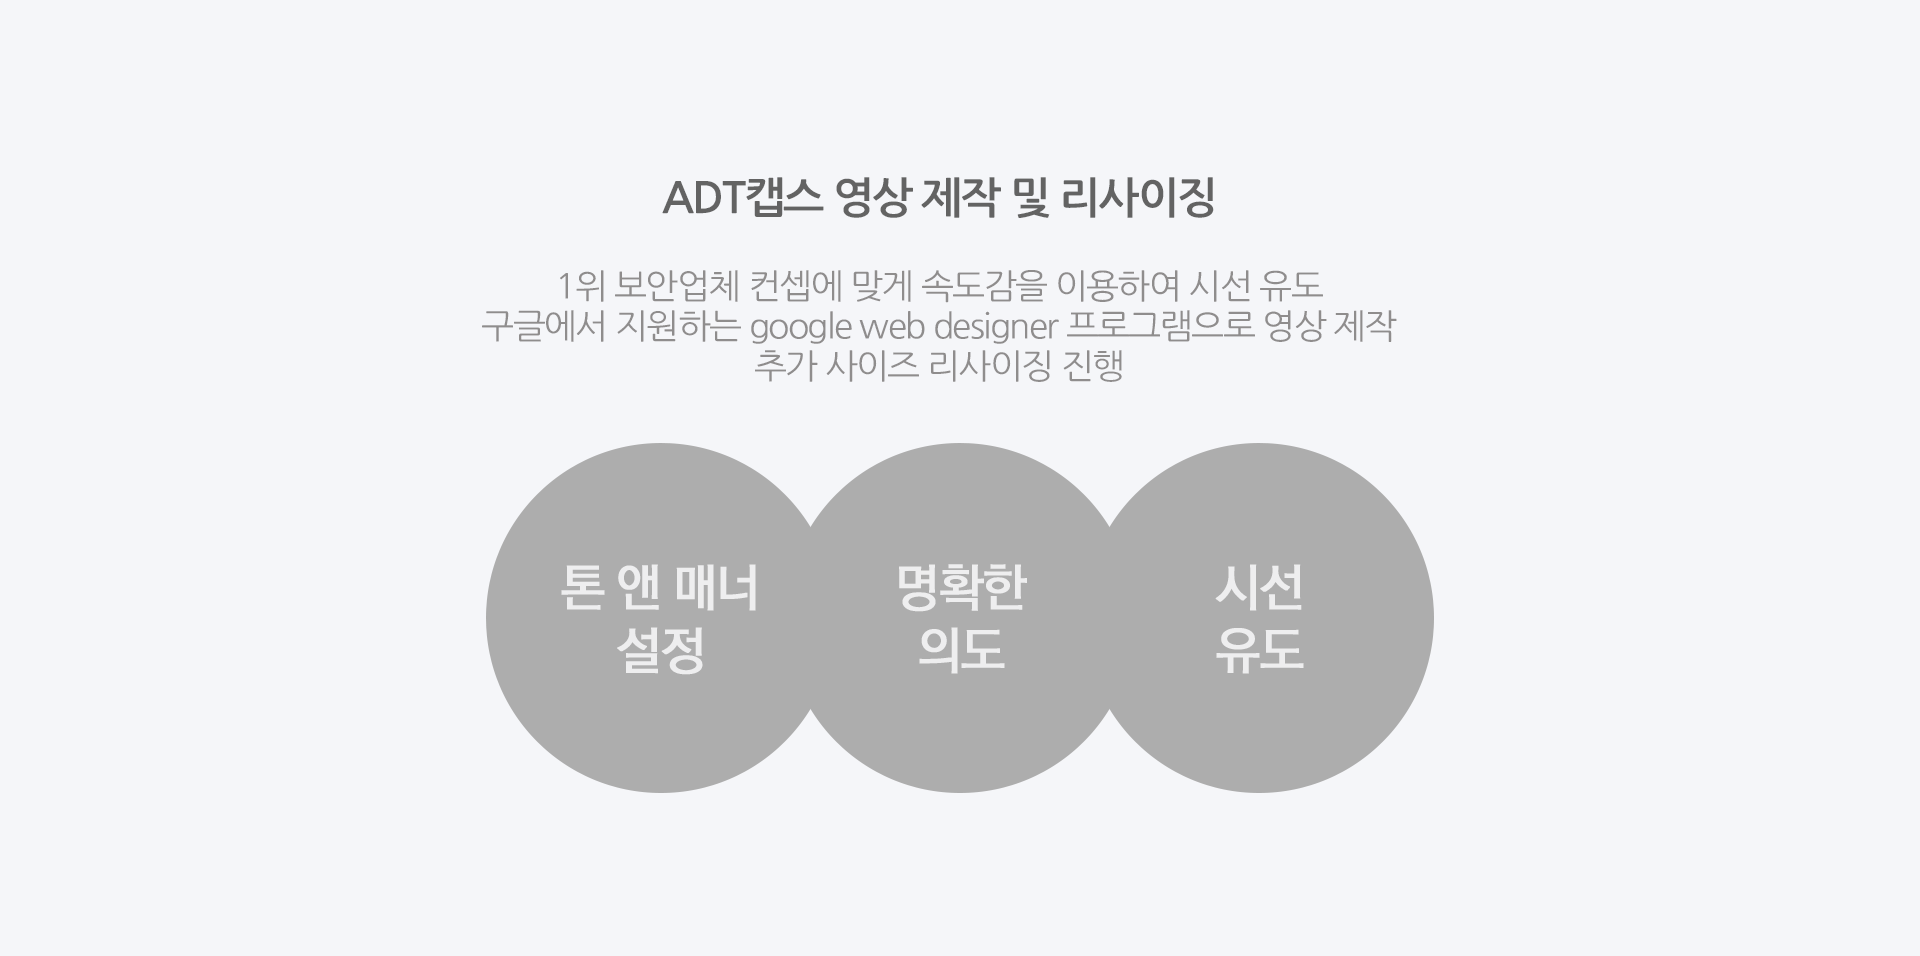 ADT캡스 영상 제작 및 리사이징
1위 보안업체 컨셉에 맞게 속도감을 이용하여 시선 유도
구글에서 지원하는 google web designer 프로그램으로 영상 제작
추가 사이즈 리사이징 진행
톤 앤 매너
설정
명확한
의도
시선
유도